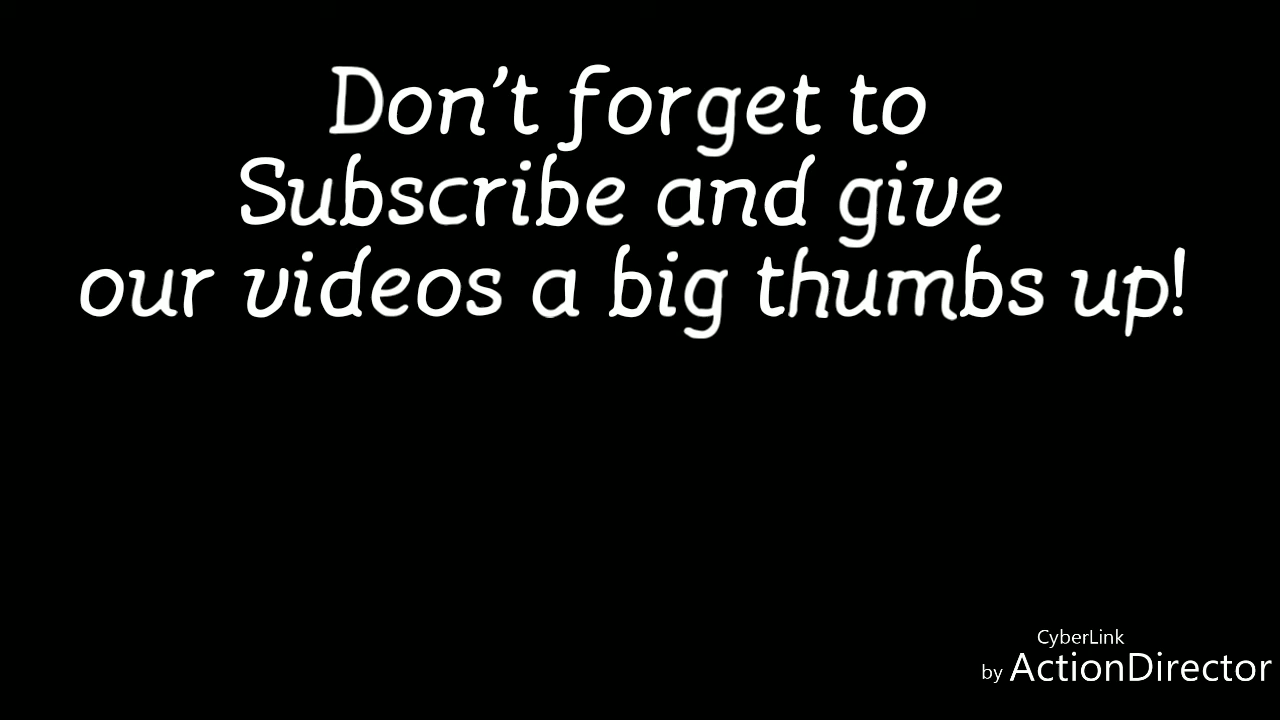 Don't forget to
Subscribe and give
our videos a big thumbs up!
CyberLink
by ActionDirector